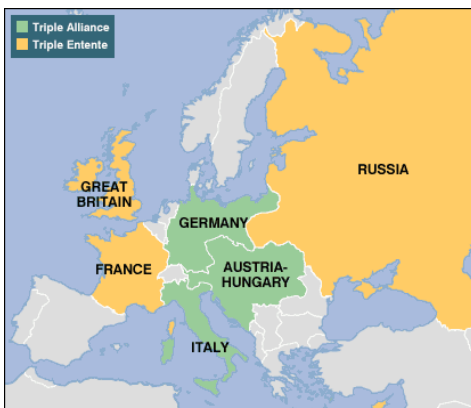 Triple Alliance
Triple Entente
RUSSIA
GREAT
BRITAIN
GERMANY
FRANCE
AUSTRIA-
HUNGARY
ITALY